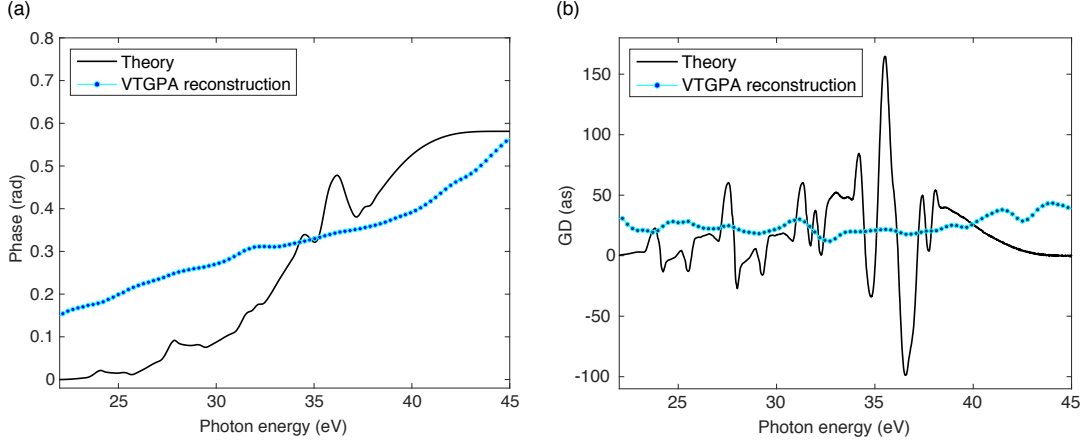 (a)
0.8
0.7
0.6
0.5
0.4
0.3
0.2
0.1
0
Phase (rad)
Theory
VTGPA reconstruction
25 30 35 40 45
Photon energy (eV)
(b)
150
100
50
0
-50
-100
GD (as)
Theory
VTGPA reconstruction
25 30 35 40 45
Photon energy (eV)